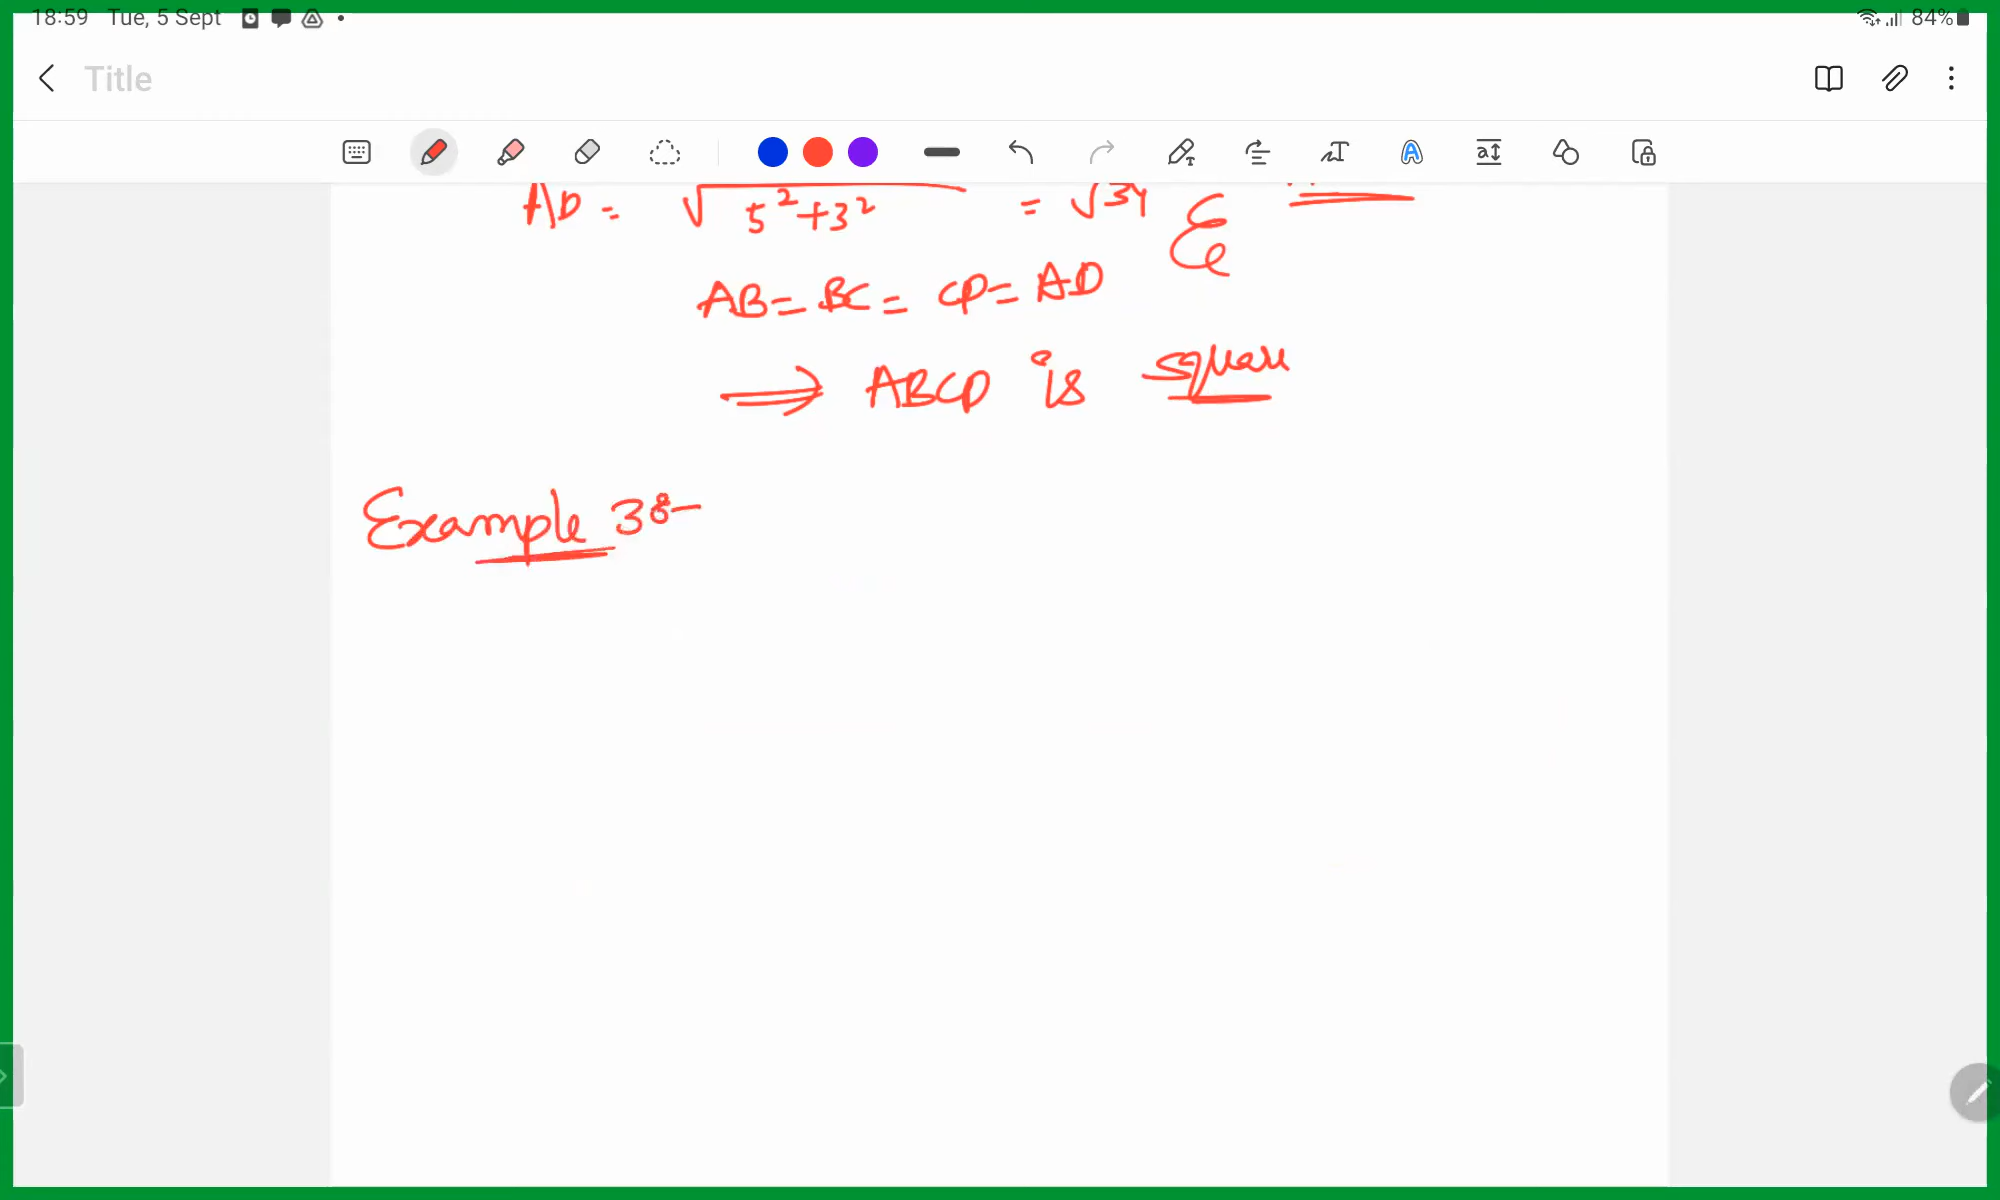 18:59 Tue, 5 Sept 84%
Title
AD = √5²+3² = √34
AB = BC = CD = AD
⇒ ABCD is square
Example 3:-